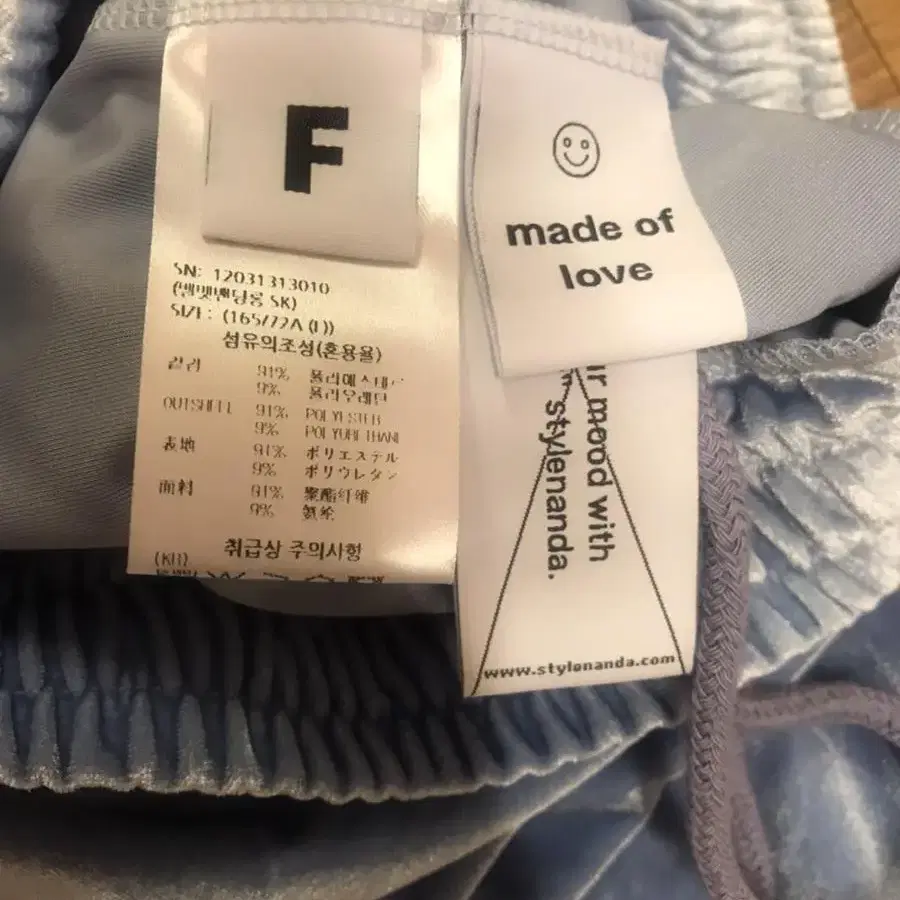 F
SN: 12031313010
(벨벳밴딩롱 SK)
SIZE: (165/72A (L))
섬유의조성(혼용율)
겉감 91% 폴리에스테르
9% 폴리우레탄
OUTSHELL 91% POLYESTER
9% POLYURETHANE
表地 91% ポリエステル
9% ポリウレタン
面料 91% 聚酯纤维
9% 氨纶
취급상 주의사항
(KR)
made of
love
mood with
stylenanda.
www.stylenanda.com